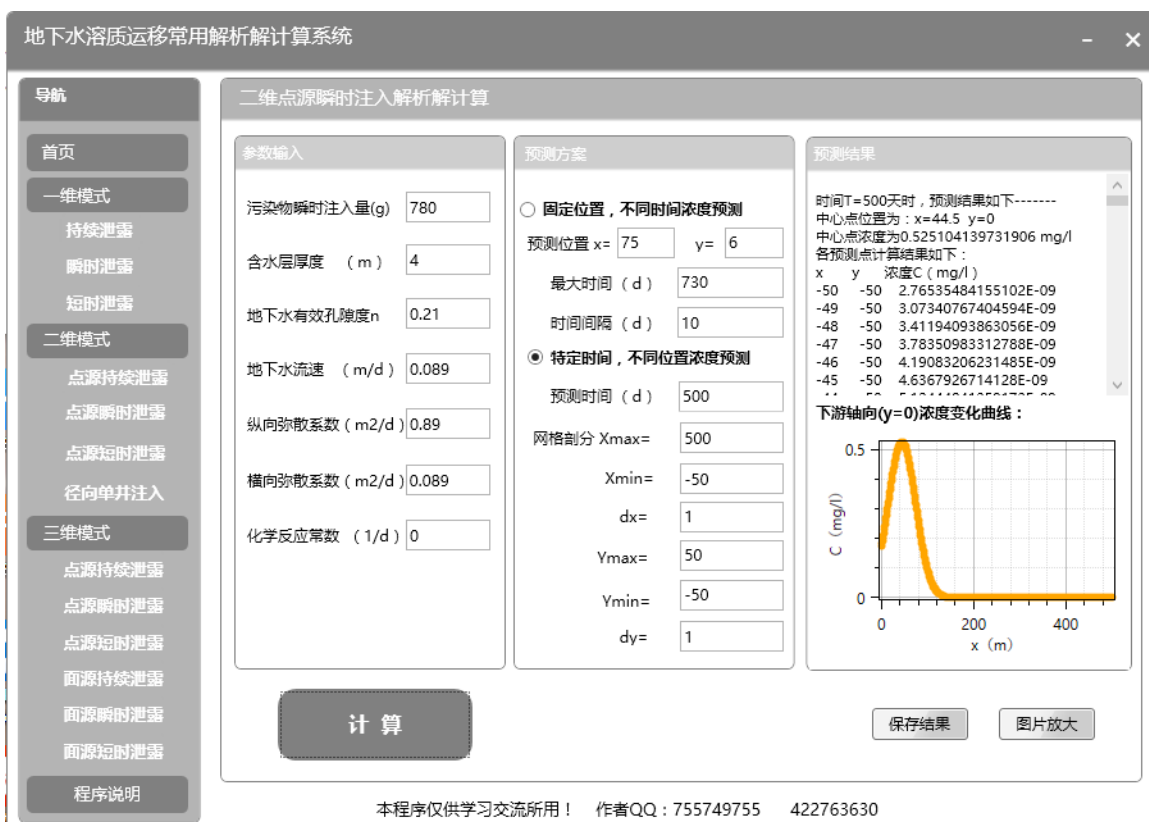 地下水溶质运移常用解析解计算系统
导航
首页
一维模式
持续泄露
瞬时泄露
短时泄露
二维模式
点源持续泄露
点源瞬时泄露
点源短时泄露
径向单井注入
三维模式
点源持续泄露
点源瞬时泄露
点源短时泄露
面源持续泄露
面源瞬时泄露
面源短时泄露
程序说明
二维点源瞬时注入解析解计算
参数输入
污染物瞬时注入量(g) 780
含水层厚度 （m） 4
地下水有效孔隙度n 0.21
地下水流速 （m/d） 0.089
纵向弥散系数（m2/d） 0.89
横向弥散系数（m2/d） 0.089
化学反应常数 （1/d） 0
预测方案
固定位置，不同时间浓度预测
预测位置 x= 75 y= 6
最大时间（d） 730
时间间隔（d） 10
特定时间，不同位置浓度预测
预测时间（d） 500
网格剖分 Xmax= 500
Xmin= -50
dx= 1
Ymax= 50
Ymin= -50
dy= 1
预测结果
时间T=500天时，预测结果如下-------
中心点位置为：x=44.5 y=0
中心点浓度为0.525104139731906 mg/l
各预测点计算结果如下：
x y 浓度C（mg/l）
-50 -50 2.76535484155102E-09
-49 -50 3.07340767404594E-09
-48 -50 3.41194093863056E-09
-47 -50 3.78350983312788E-09
-46 -50 4.19083206231485E-09
-45 -50 4.6367926714128E-09
下游轴向(y=0)浓度变化曲线：
0.5
C（mg/l）
0
0 200 400
x（m）
计 算
保存结果 图片放大
本程序仅供学习交流所用！ 作者QQ：755749755 422763630